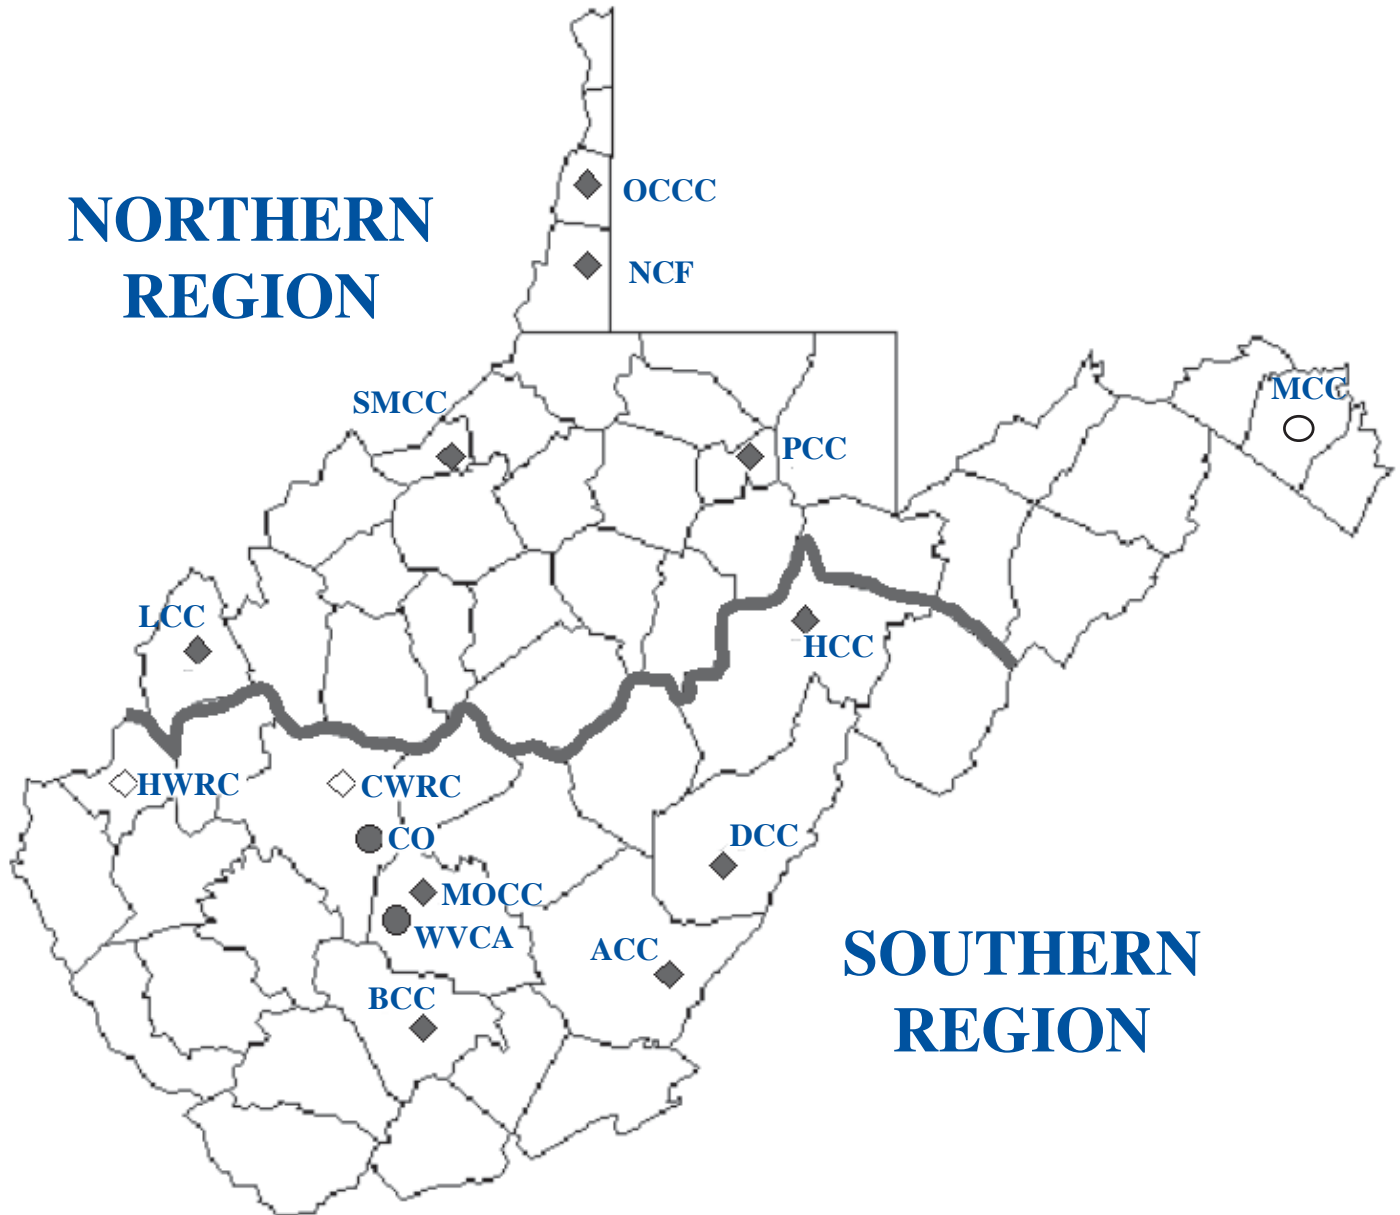 OCCC
NORTHERN
REGION
NCF
SMCC
MCC
PCC
LCC
HCC
HWRC
CWRC
CO
DCC
MOCC
WVCA
ACC
SOUTHERN
REGION
BCC